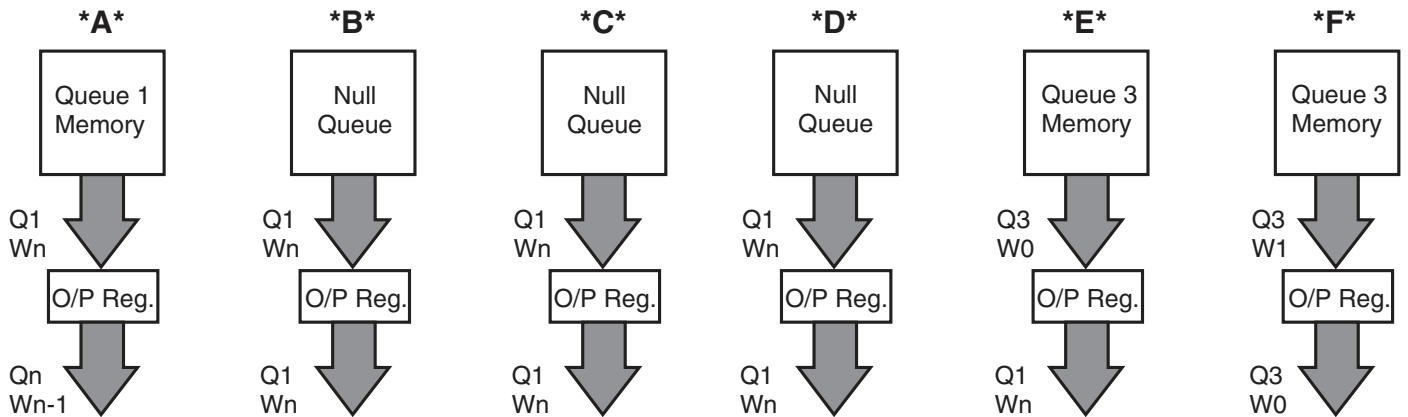 *A*
*B*
*C*
*D*
*E*
*F*
Queue 1
Memory
Null
Queue
Null
Queue
Null
Queue
Queue 3
Memory
Queue 3
Memory
Q1
Wn
Q1
Wn
Q1
Wn
Q1
Wn
Q3
W0
Q3
W1
O/P Reg.
O/P Reg.
O/P Reg.
O/P Reg.
O/P Reg.
O/P Reg.
Qn
Wn-1
Q1
Wn
Q1
Wn
Q1
Wn
Q1
Wn
Q3
W0